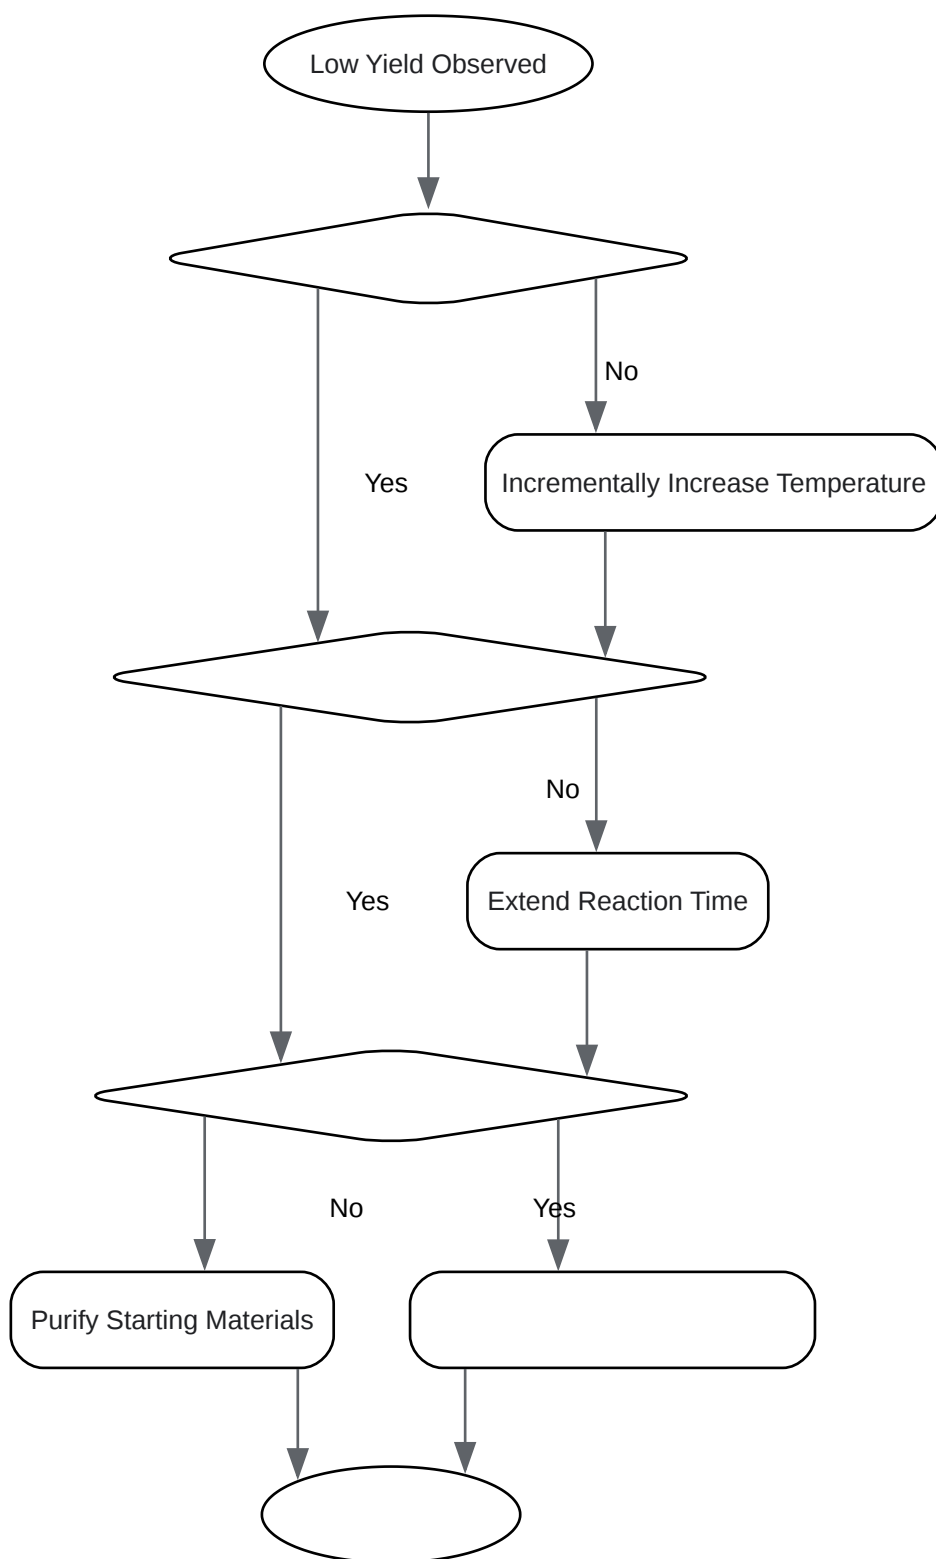 Low Yield Observed
No
Yes
Incrementally Increase Temperature
No
Yes
Extend Reaction Time
No
Yes
Purify Starting Materials